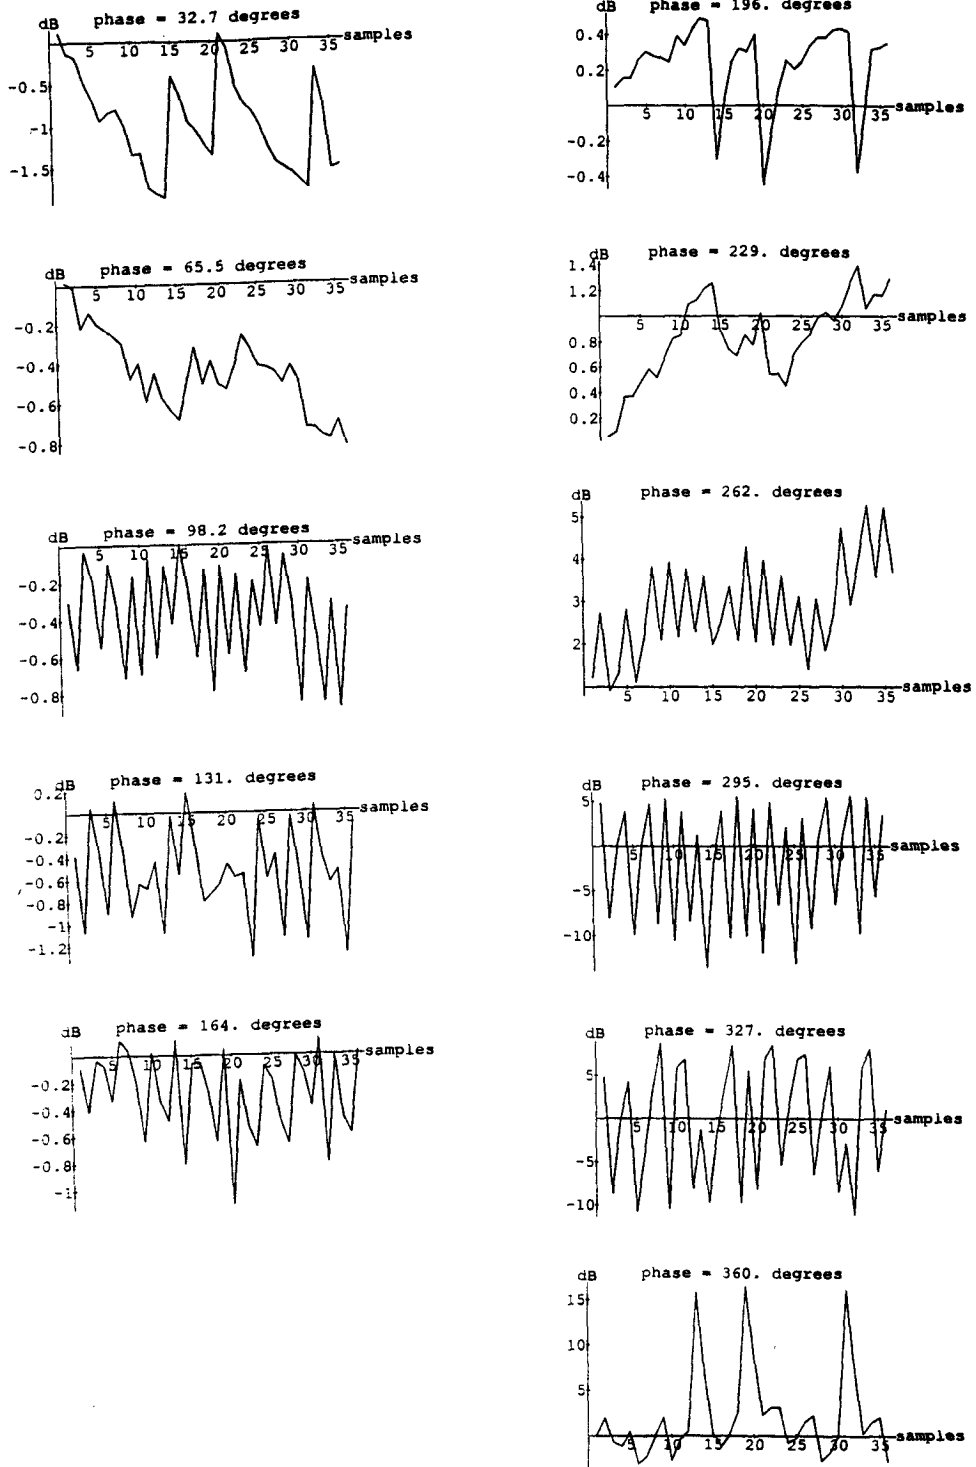 dB phase = 32.7 degrees
samples
5 10 15 20 25 30 35
-0.5
-1
-1.5
dB phase = 65.5 degrees
samples
5 10 15 20 25 30 35
-0.2
-0.4
-0.6
-0.8
dB phase = 98.2 degrees
samples
5 10 15 20 25 30 35
-0.2
-0.4
-0.6
-0.8
dB phase = 131. degrees
0.2
samples
5 10 15 20 25 30 35
-0.2
-0.4
-0.6
-0.8
-1
-1.2
dB phase = 164. degrees
samples
5 10 15 20 25 30 35
-0.2
-0.4
-0.6
-0.8
-1
dB phase = 196. degrees
0.4
0.2
samples
5 10 15 20 25 30 35
-0.2
-0.4
dB phase = 229. degrees
1.4
1.2
samples
5 10 15 20 25 30 35
0.8
0.6
0.4
0.2
dB phase = 262. degrees
5
4
3
2
samples
5 10 15 20 25 30 35
dB phase = 295. degrees
5
samples
5 10 15 20 25 30 35
-5
-10
dB phase = 327. degrees
5
samples
5 10 15 20 25 30 35
-5
-10
dB phase = 360. degrees
15
10
5
samples
5 10 15 20 25 30 35